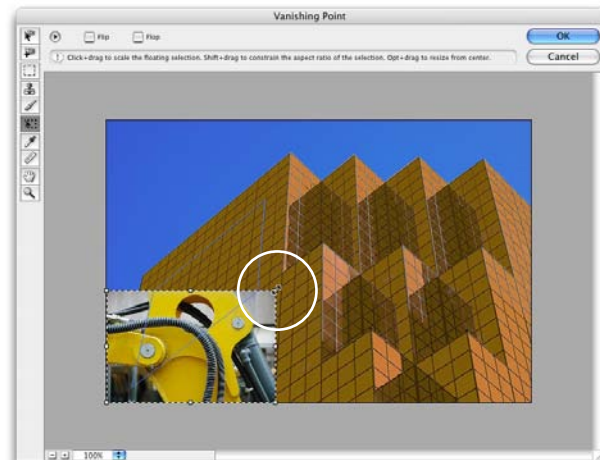 Vanishing Point
Flip Flop
OK
Click+drag to scale the floating selection. Shift+drag to constrain the aspect ratio of the selection. Opt+drag to resize from center.
Cancel
100%